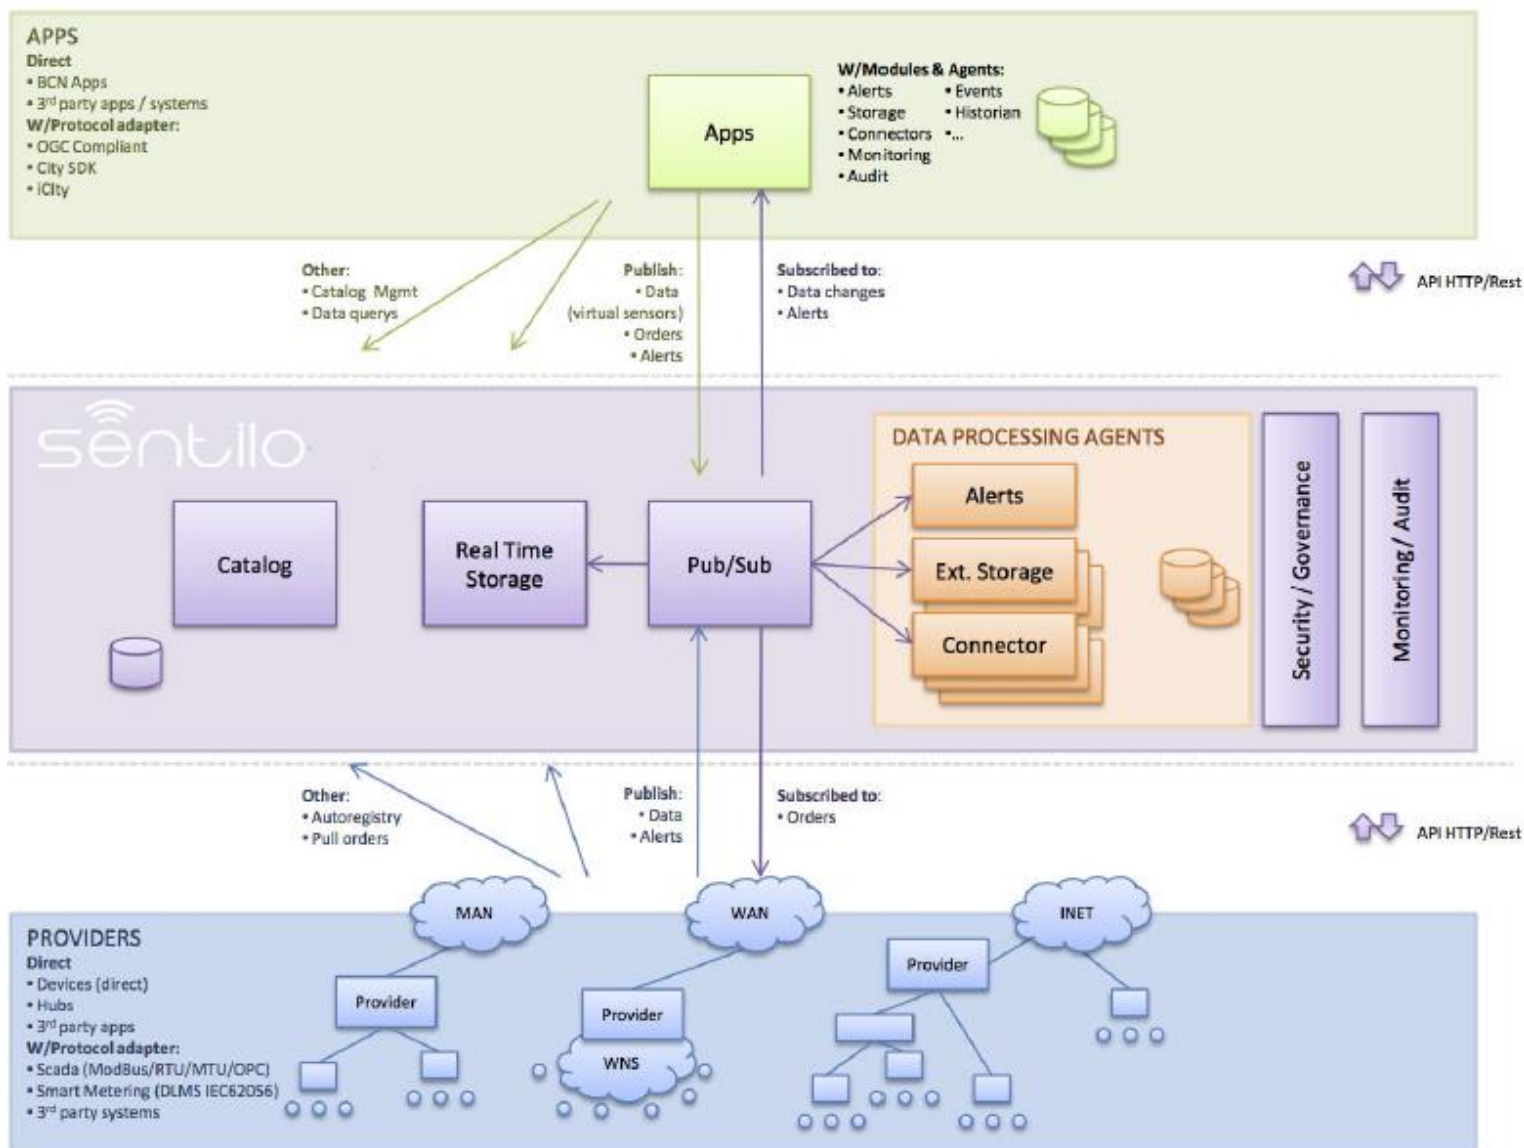 APPS
Direct
▪ BCN Apps
▪ 3rd party apps / systems
W/Protocol adapter:
▪ OGC Compliant
▪ City SDK
▪ iCity
Apps
W/Modules & Agents:
• Alerts
• Storage
• Connectors
• Monitoring
• Audit
• Events
• Historian
•...
Other:
▪ Catalog Mgmt
▪ Data querys
Publish:
▪ Data
(virtual sensors)
▪ Orders
▪ Alerts
Subscribed to:
▪ Data changes
▪ Alerts
API HTTP/Rest
sentilo
Catalog
Real Time
Storage
Pub/Sub
DATA PROCESSING AGENTS
Alerts
Ext. Storage
Connector
Security / Governance
Monitoring/ Audit
Other:
▪ Autoregistry
▪ Pull orders
Publish:
▪ Data
▪ Alerts
Subscribed to:
▪ Orders
API HTTP/Rest
PROVIDERS
Direct
▪ Devices (direct)
▪ Hubs
▪ 3rd party apps
W/Protocol adapter:
▪ Scada (ModBus/RTU/MTU/OPC)
▪ Smart Metering (DLMS IEC62056)
▪ 3rd party systems
MAN
Provider
WAN
Provider
WNS
INET
Provider